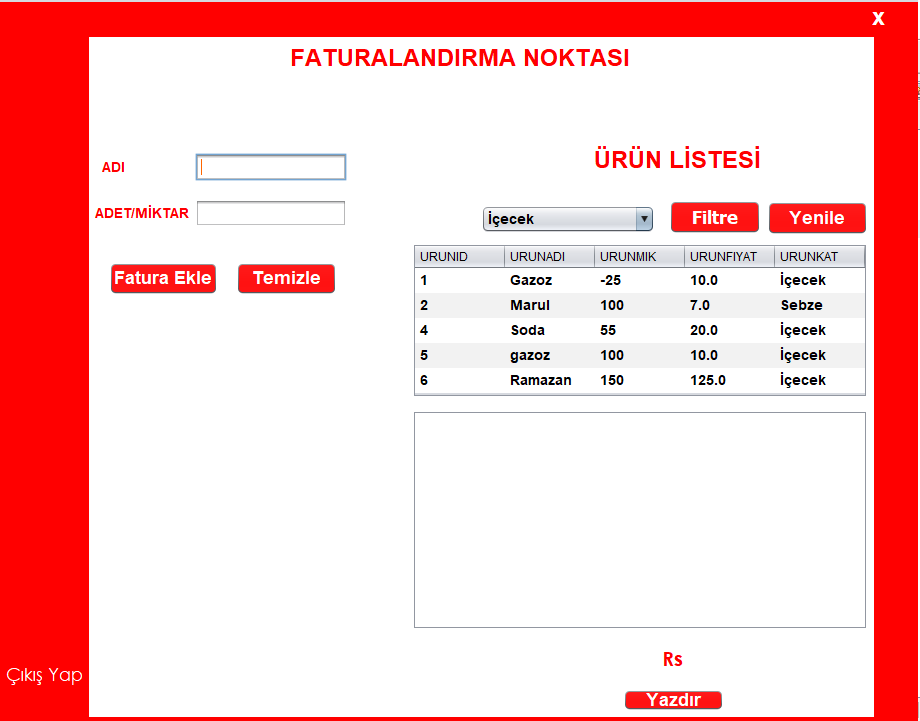 X
FATURALANDIRMA NOKTASI
ÜRÜN LİSTESİ
ADI
ADET/MİKTAR
İçecek Filtre Yenile
Fatura Ekle Temizle
URUNID URUNADI URUNMIK URUNFIYAT URUNKAT
1 Gazoz -25 10.0 İçecek
2 Marul 100 7.0 Sebze
4 Soda 55 20.0 İçecek
5 gazoz 100 10.0 İçecek
6 Ramazan 150 125.0 İçecek
Rs
Çıkış Yap
Yazdır